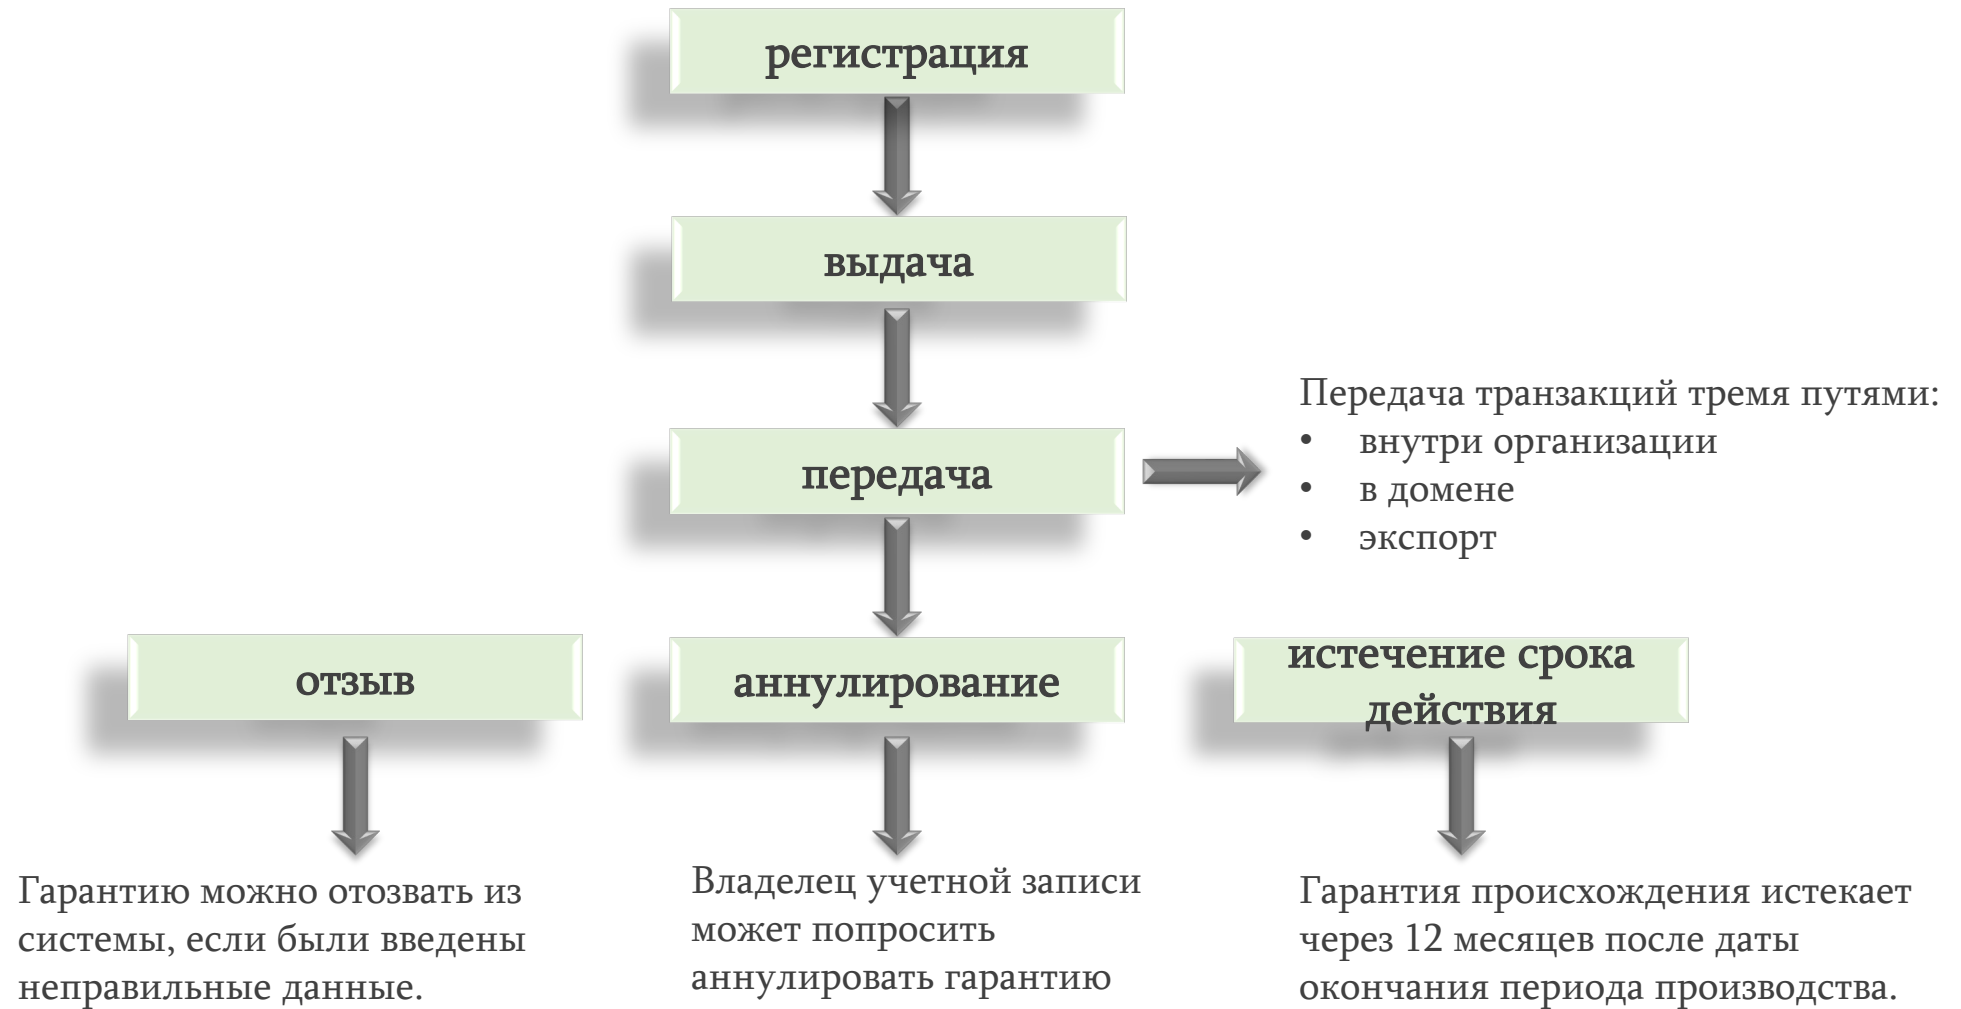 регистрация
выдача
передача
Передача транзакций тремя путями:
• внутри организации
• в домене
• экспорт
отзыв
аннулирование
истечение срока
действия
Гарантию можно отозвать из
системы, если были введены
неправильные данные.
Владелец учетной записи
может попросить
аннулировать гарантию
Гарантия происхождения истекает
через 12 месяцев после даты
окончания периода производства.